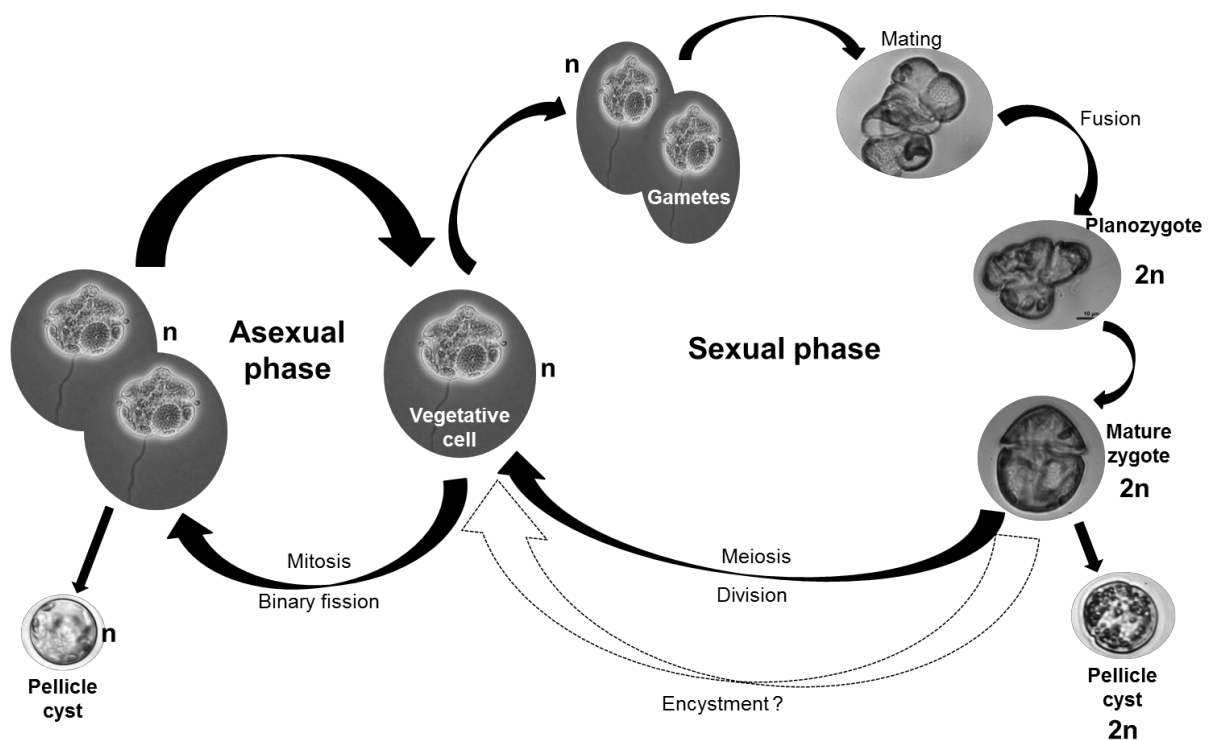 Mating
n
Fusion
Gametes
Planozygote
2n
n
Asexual
phase
Sexual phase
n
Vegetative
cell
Mature
zygote
2n
Mitosis
Binary fission
Meiosis
Division
n
Pellicle
cyst
Encystment ?
Pellicle
cyst
2n
10 µm